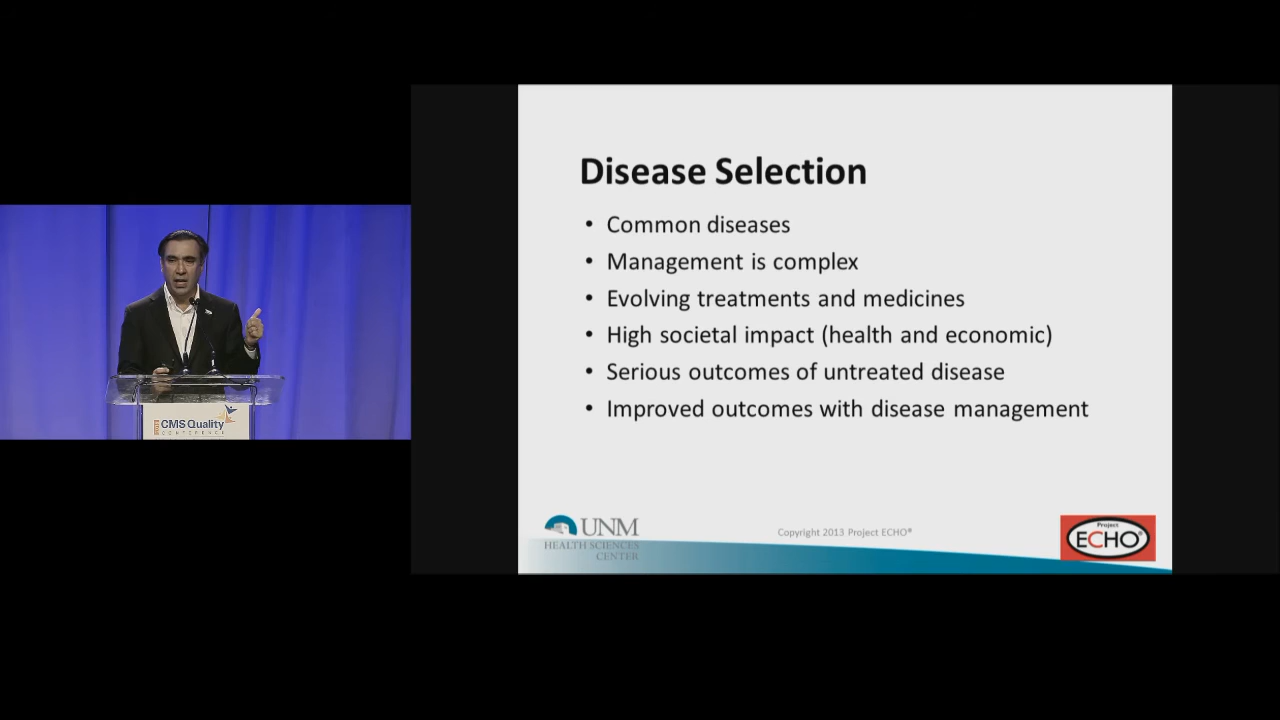 Disease Selection
• Common diseases
• Management is complex
• Evolving treatments and medicines
• High societal impact (health and economic)
• Serious outcomes of untreated disease
• Improved outcomes with disease management
UNM
HEALTH SCIENCES
CENTER
Copyright 2013 Project ECHO®
Project
ECHO®
CMS Quality
CONFERENCE